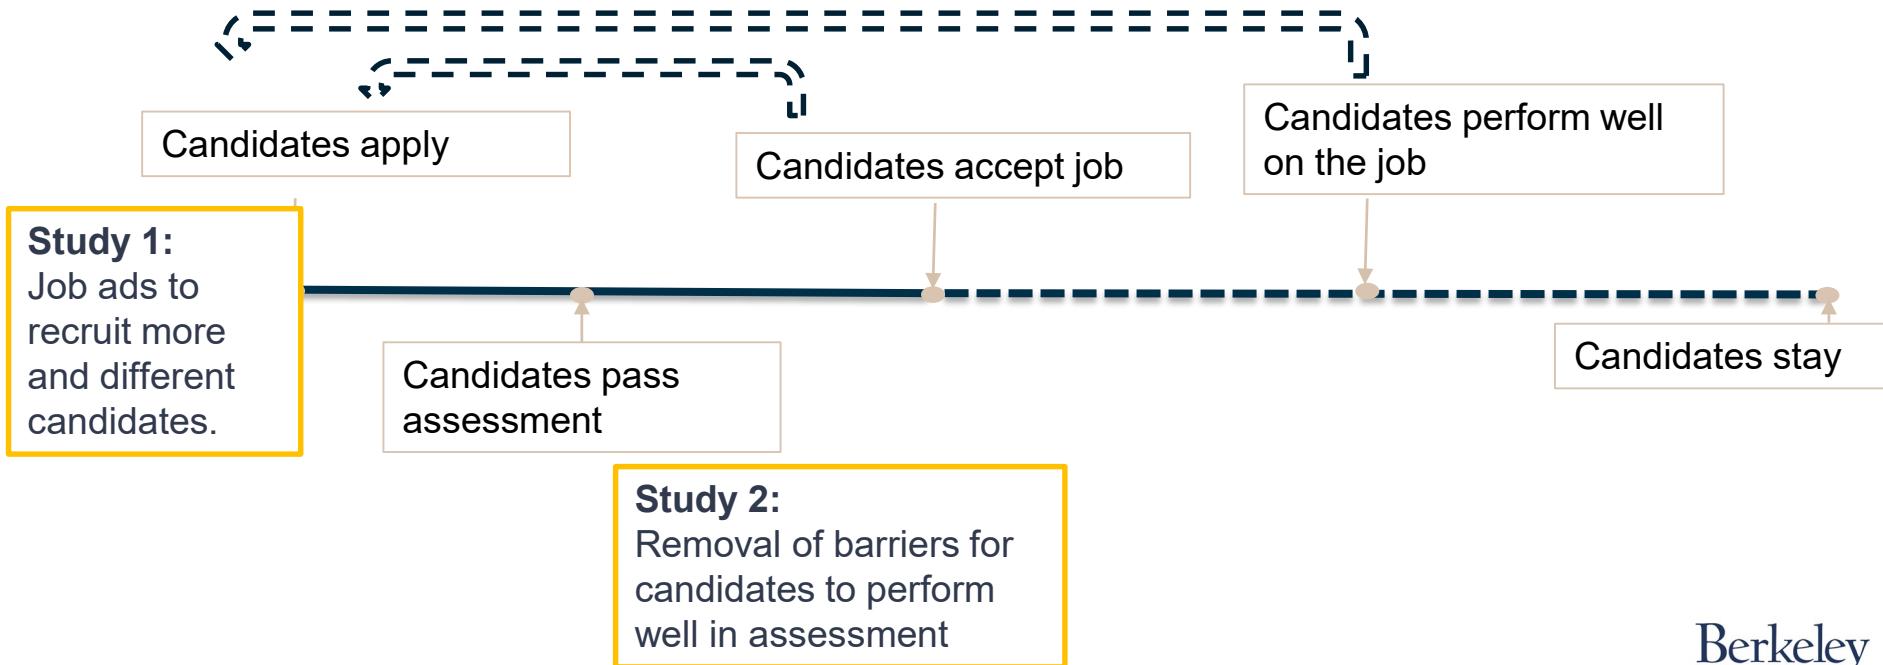 Candidates apply
Candidates accept job
Candidates perform well
on the job
Study 1:
Job ads to
recruit more
and different
candidates.
Candidates pass
assessment
Candidates stay
Study 2:
Removal of barriers for
candidates to perform
well in assessment
Berkeley